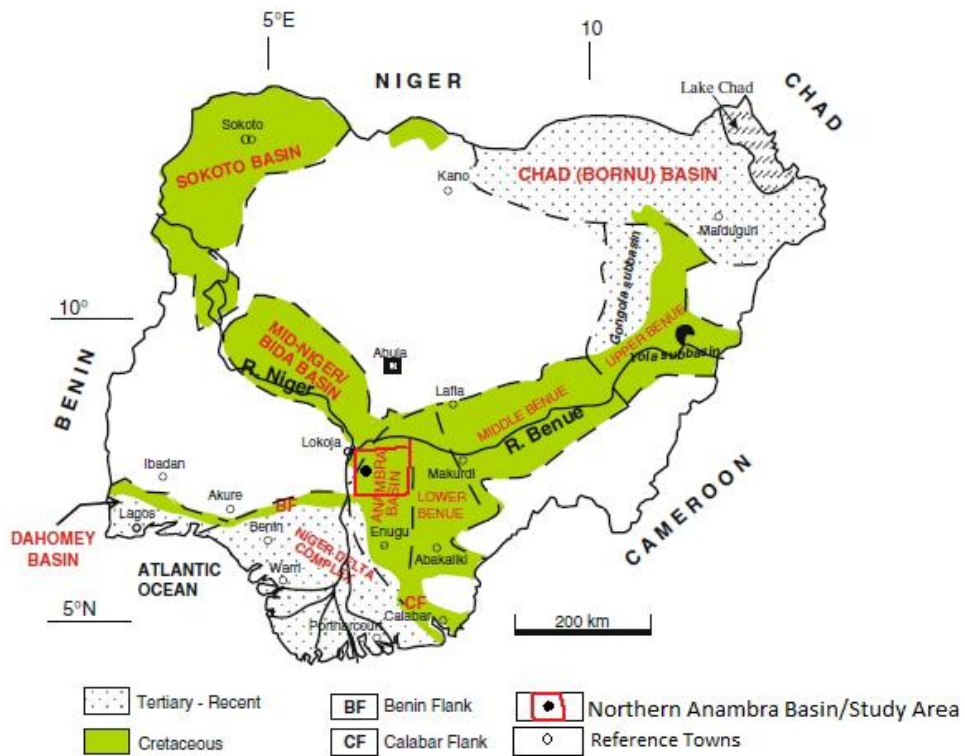 5°E
10
NIGER
CHAD
Lake Chad
Sokoto
SOKOTO BASIN
Kano
CHAD (BORNU) BASIN
Maiduguri
Gongola subbasin
10°
MID-NIGER/
BIDA BASIN
Abuja
R. Niger
UPPER BENUE
Yola subbasin
BENIN
Lafia
MIDDLE BENUE
R. Benue
Lokoja
ANAMBRA
BASIN
Makurdi
Ibadan
LOWER
BENUE
CAMEROON
Akure
BF
Lagos
Benin
Enugu
DAHOMEY
BASIN
NIGER DELTA
COMPLEX
Abakaliki
ATLANTIC
OCEAN
Warri
CF
5°N
Calabar
Portharcourt
200 km
Tertiary - Recent
BF Benin Flank
Northern Anambra Basin/Study Area
Cretaceous
CF Calabar Flank
Reference Towns